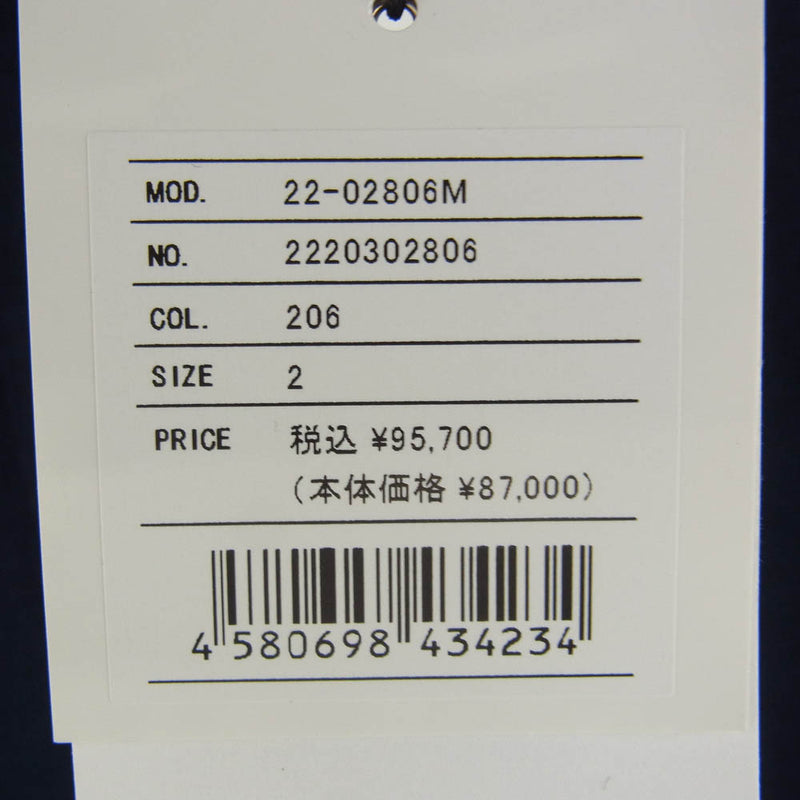 MOD. 22-02806M
NO. 2220302806
COL. 206
SIZE 2
PRICE 税込 ¥95,700
(本体価格 ¥87,000)
4 580698 434234